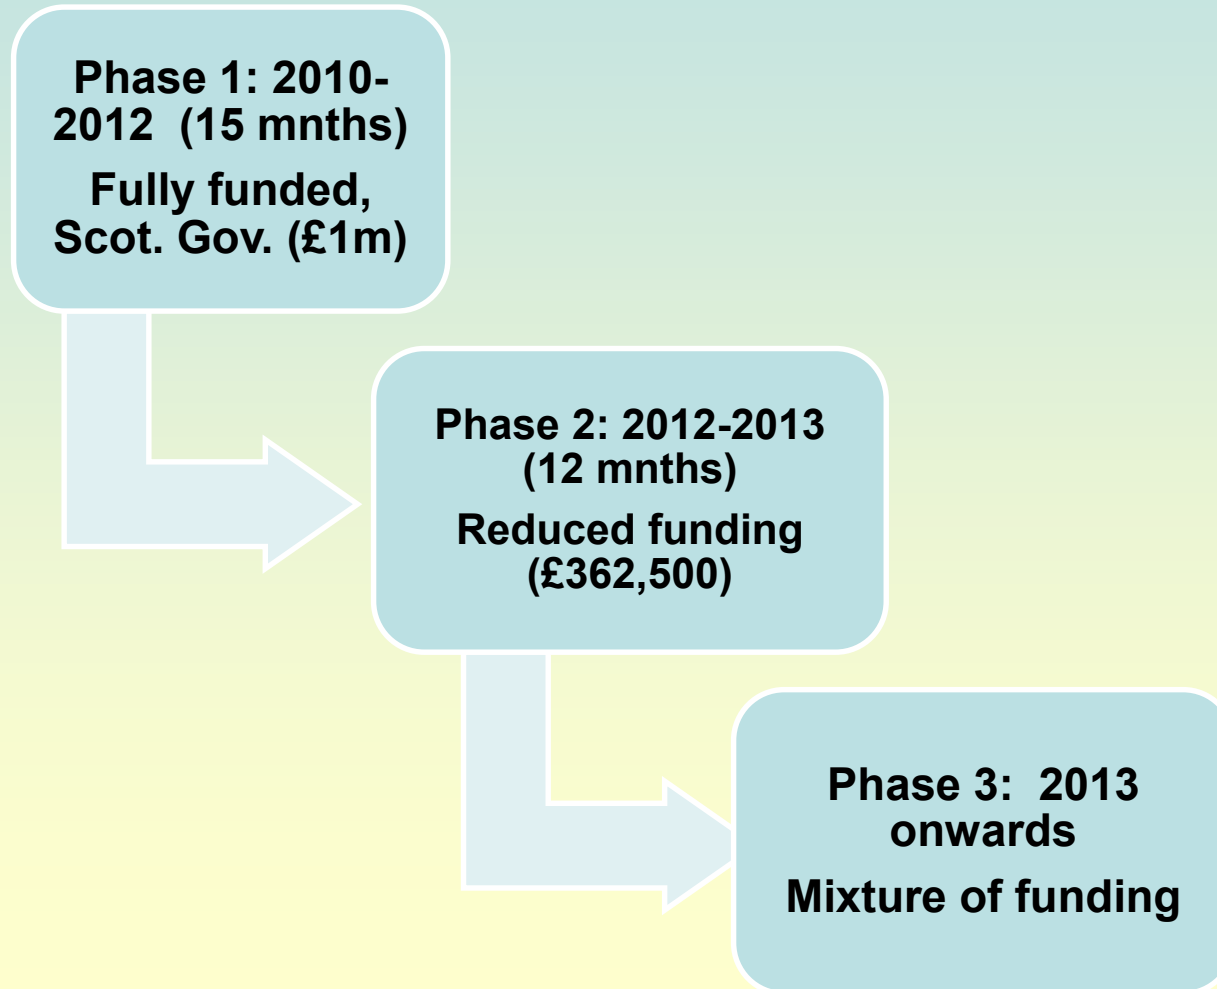 Phase 1: 2010-
2012  (15 mnths)
Fully funded,
Scot. Gov. (£1m)
Phase 2: 2012-2013
(12 mnths)
Reduced funding
(£362,500)
Phase 3:  2013
onwards
Mixture of funding